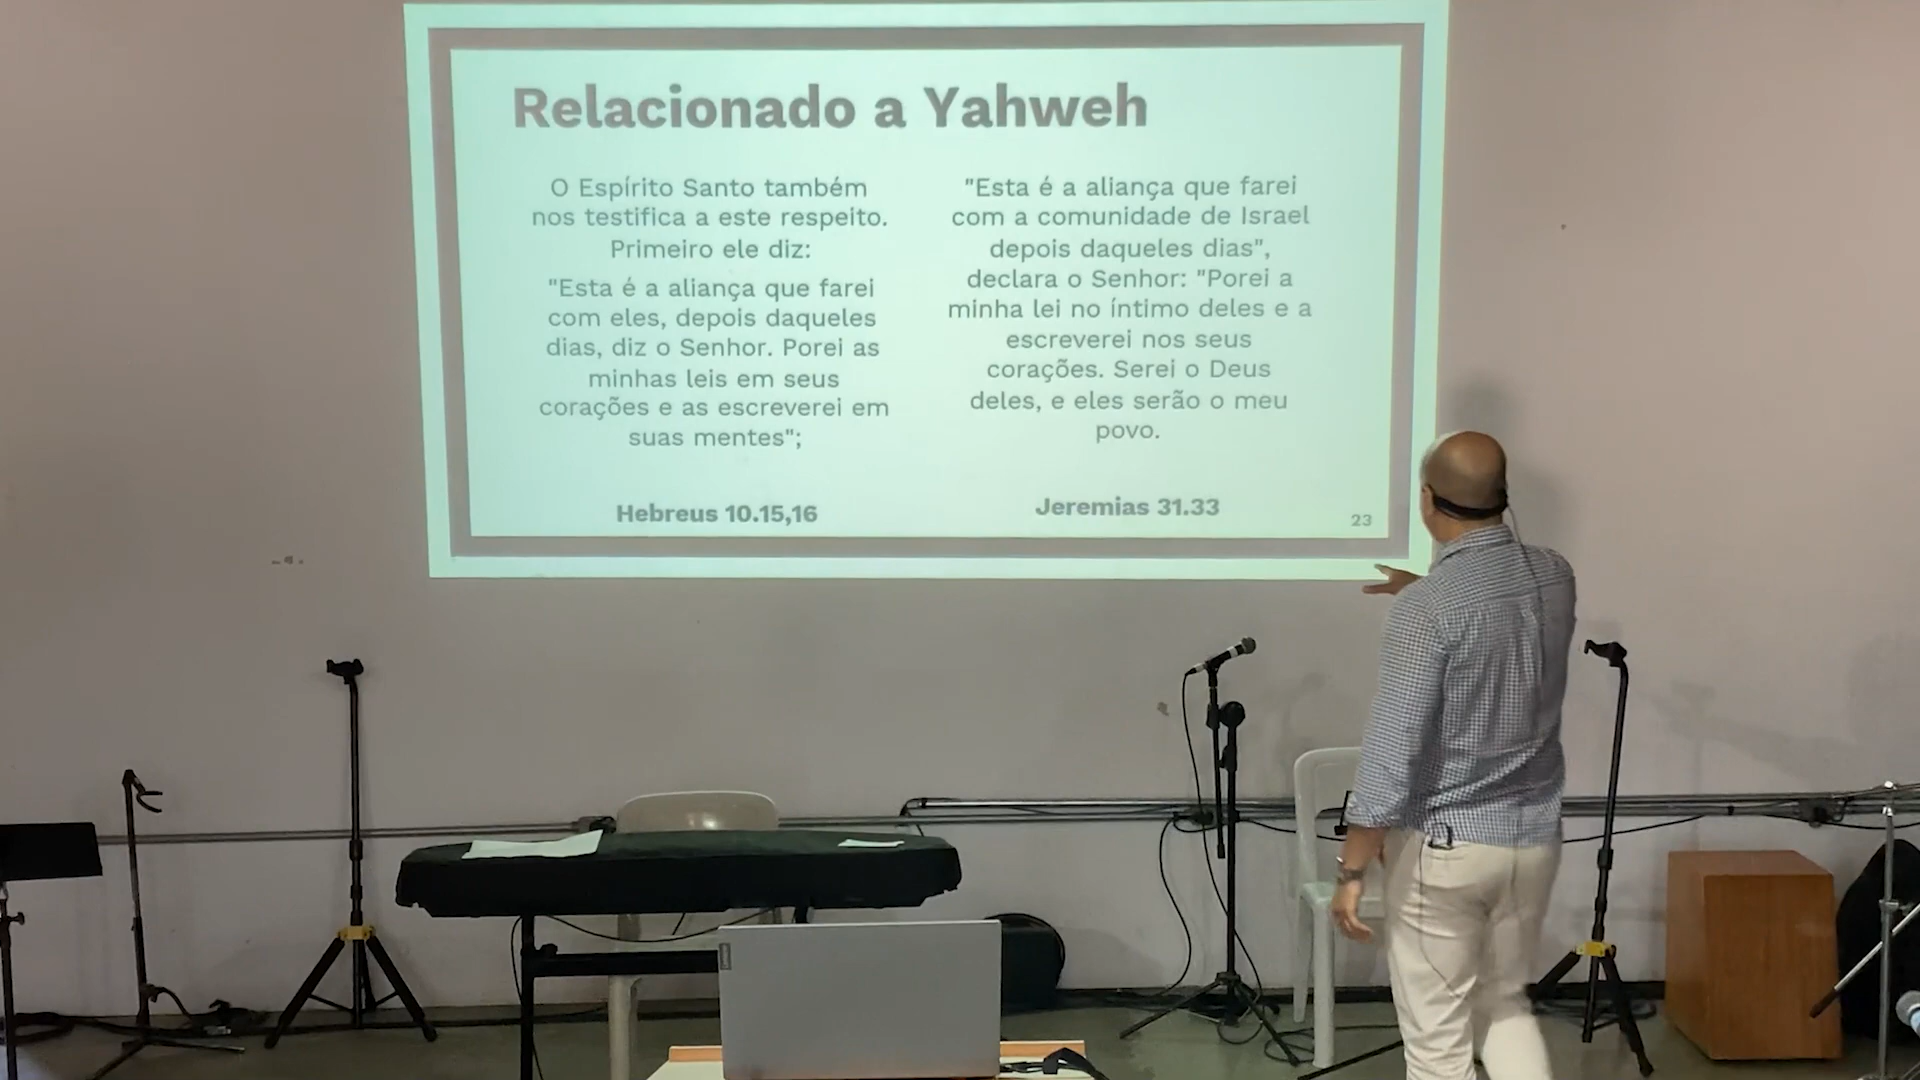 Relacionado a Yahweh
O Espírito Santo também
nos testifica a este respeito.
Primeiro ele diz:
"Esta é a aliança que farei
com eles, depois daqueles
dias, diz o Senhor. Porei as
minhas leis em seus
corações e as escreverei em
suas mentes";
Hebreus 10.15,16
"Esta é a aliança que farei
com a comunidade de Israel
depois daqueles dias",
declara o Senhor: "Porei a
minha lei no íntimo deles e a
escreverei nos seus
corações. Serei o Deus
deles, e eles serão o meu
povo.
Jeremias 31.33
23